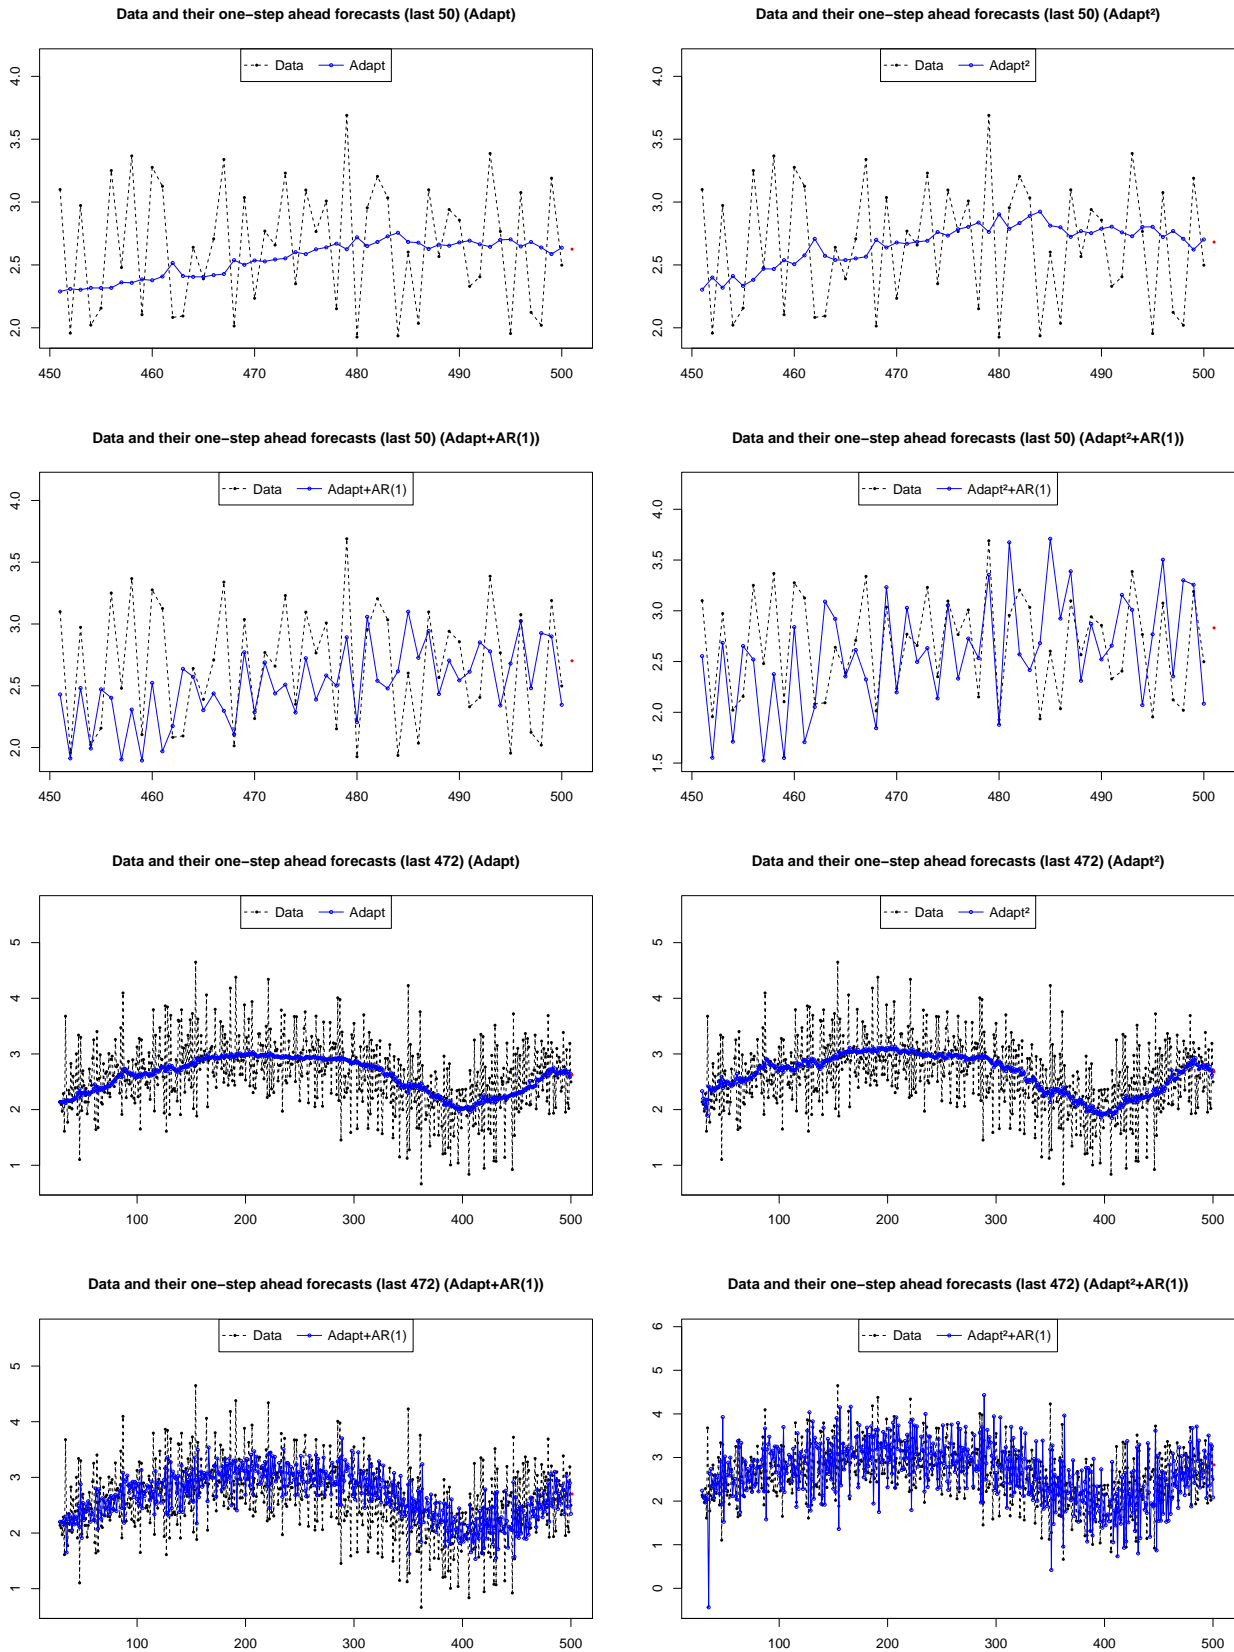 Data and their one−step ahead forecasts (last 50) (Adapt)
Data Adapt
4.0
3.5
3.0
2.5
2.0
450 460 470 480 490 500
Data and their one−step ahead forecasts (last 50) (Adapt²)
Data Adapt²
4.0
3.5
3.0
2.5
2.0
450 460 470 480 490 500
Data and their one−step ahead forecasts (last 50) (Adapt+AR(1))
Data Adapt+AR(1)
4.0
3.5
3.0
2.5
2.0
450 460 470 480 490 500
Data and their one−step ahead forecasts (last 50) (Adapt²+AR(1))
Data Adapt²+AR(1)
4.0
3.5
3.0
2.5
2.0
1.5
450 460 470 480 490 500
Data and their one−step ahead forecasts (last 472) (Adapt)
Data Adapt
5
4
3
2
1
100 200 300 400 500
Data and their one−step ahead forecasts (last 472) (Adapt²)
Data Adapt²
5
4
3
2
1
100 200 300 400 500
Data and their one−step ahead forecasts (last 472) (Adapt+AR(1))
Data Adapt+AR(1)
5
4
3
2
1
100 200 300 400 500
Data and their one−step ahead forecasts (last 472) (Adapt²+AR(1))
Data Adapt²+AR(1)
6
5
4
3
2
1
0
100 200 300 400 500